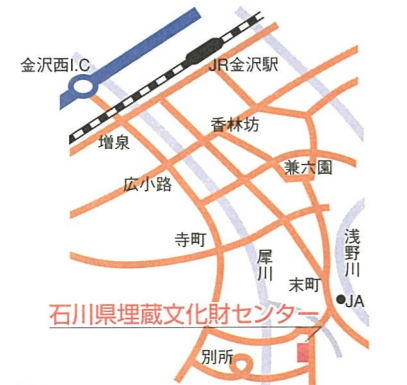 金沢西I.C
JR金沢駅
香林坊
増泉
兼六園
広小路
寺町
浅野川
犀川
末町
JA
石川県埋蔵文化財センター
別所